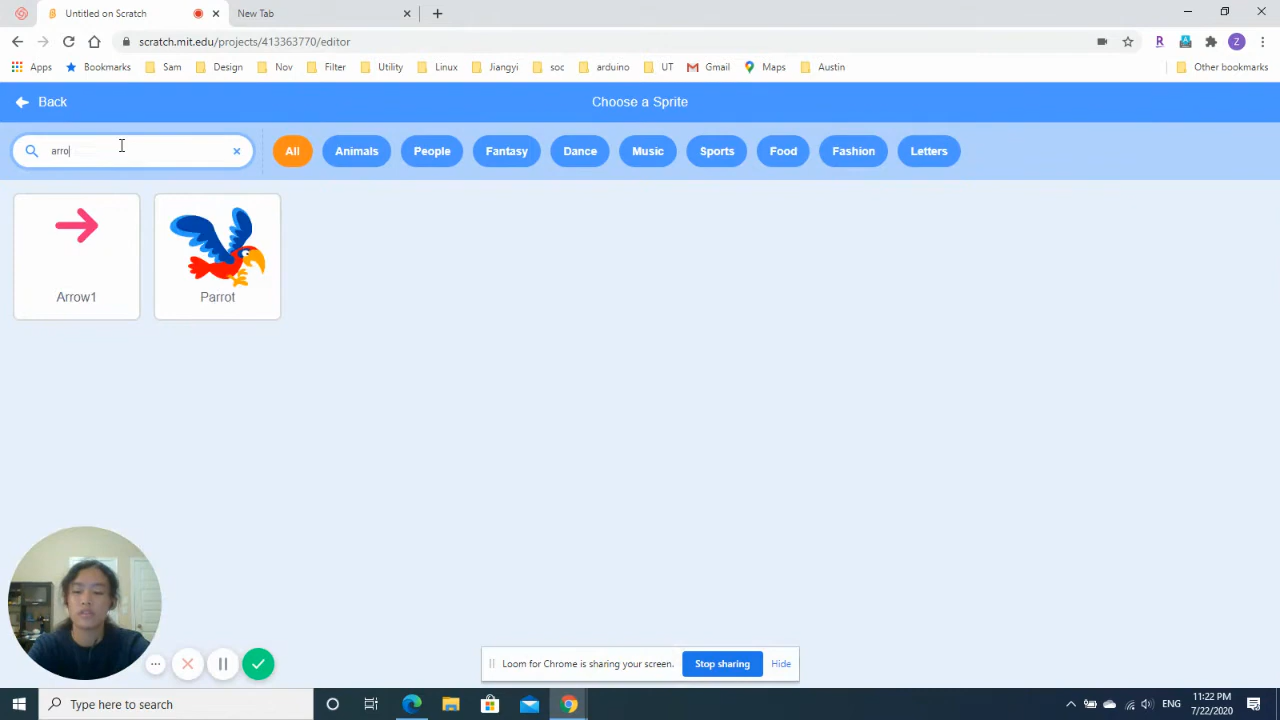 Untitled on Scratch
New Tab
scratch.mit.edu/projects/413363770/editor
R
Z
Apps
Bookmarks
Sam
Design
Nov
Filter
Utility
Linux
Jiangyi
soc
arduino
UT
Gmail
Maps
Austin
Other bookmarks
Back
Choose a Sprite
arro
All
Animals
People
Fantasy
Dance
Music
Sports
Food
Fashion
Letters
Arrow1
Parrot
Loom for Chrome is sharing your screen.
Stop sharing
Hide
Type here to search
ENG
11:22 PM
7/22/2020